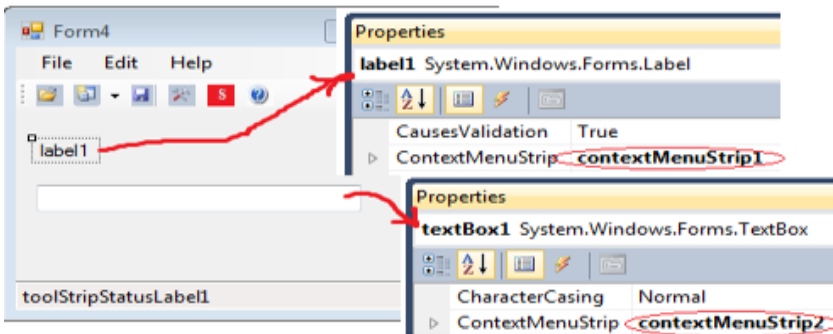 Form4
File Edit Help
S
label1
toolStripStatusLabel1
Properties
label1 System.Windows.Forms.Label
CausesValidation True
ContextMenuStrip contextMenuStrip1
Properties
textBox1 System.Windows.Forms.TextBox
CharacterCasing Normal
ContextMenuStrip contextMenuStrip2